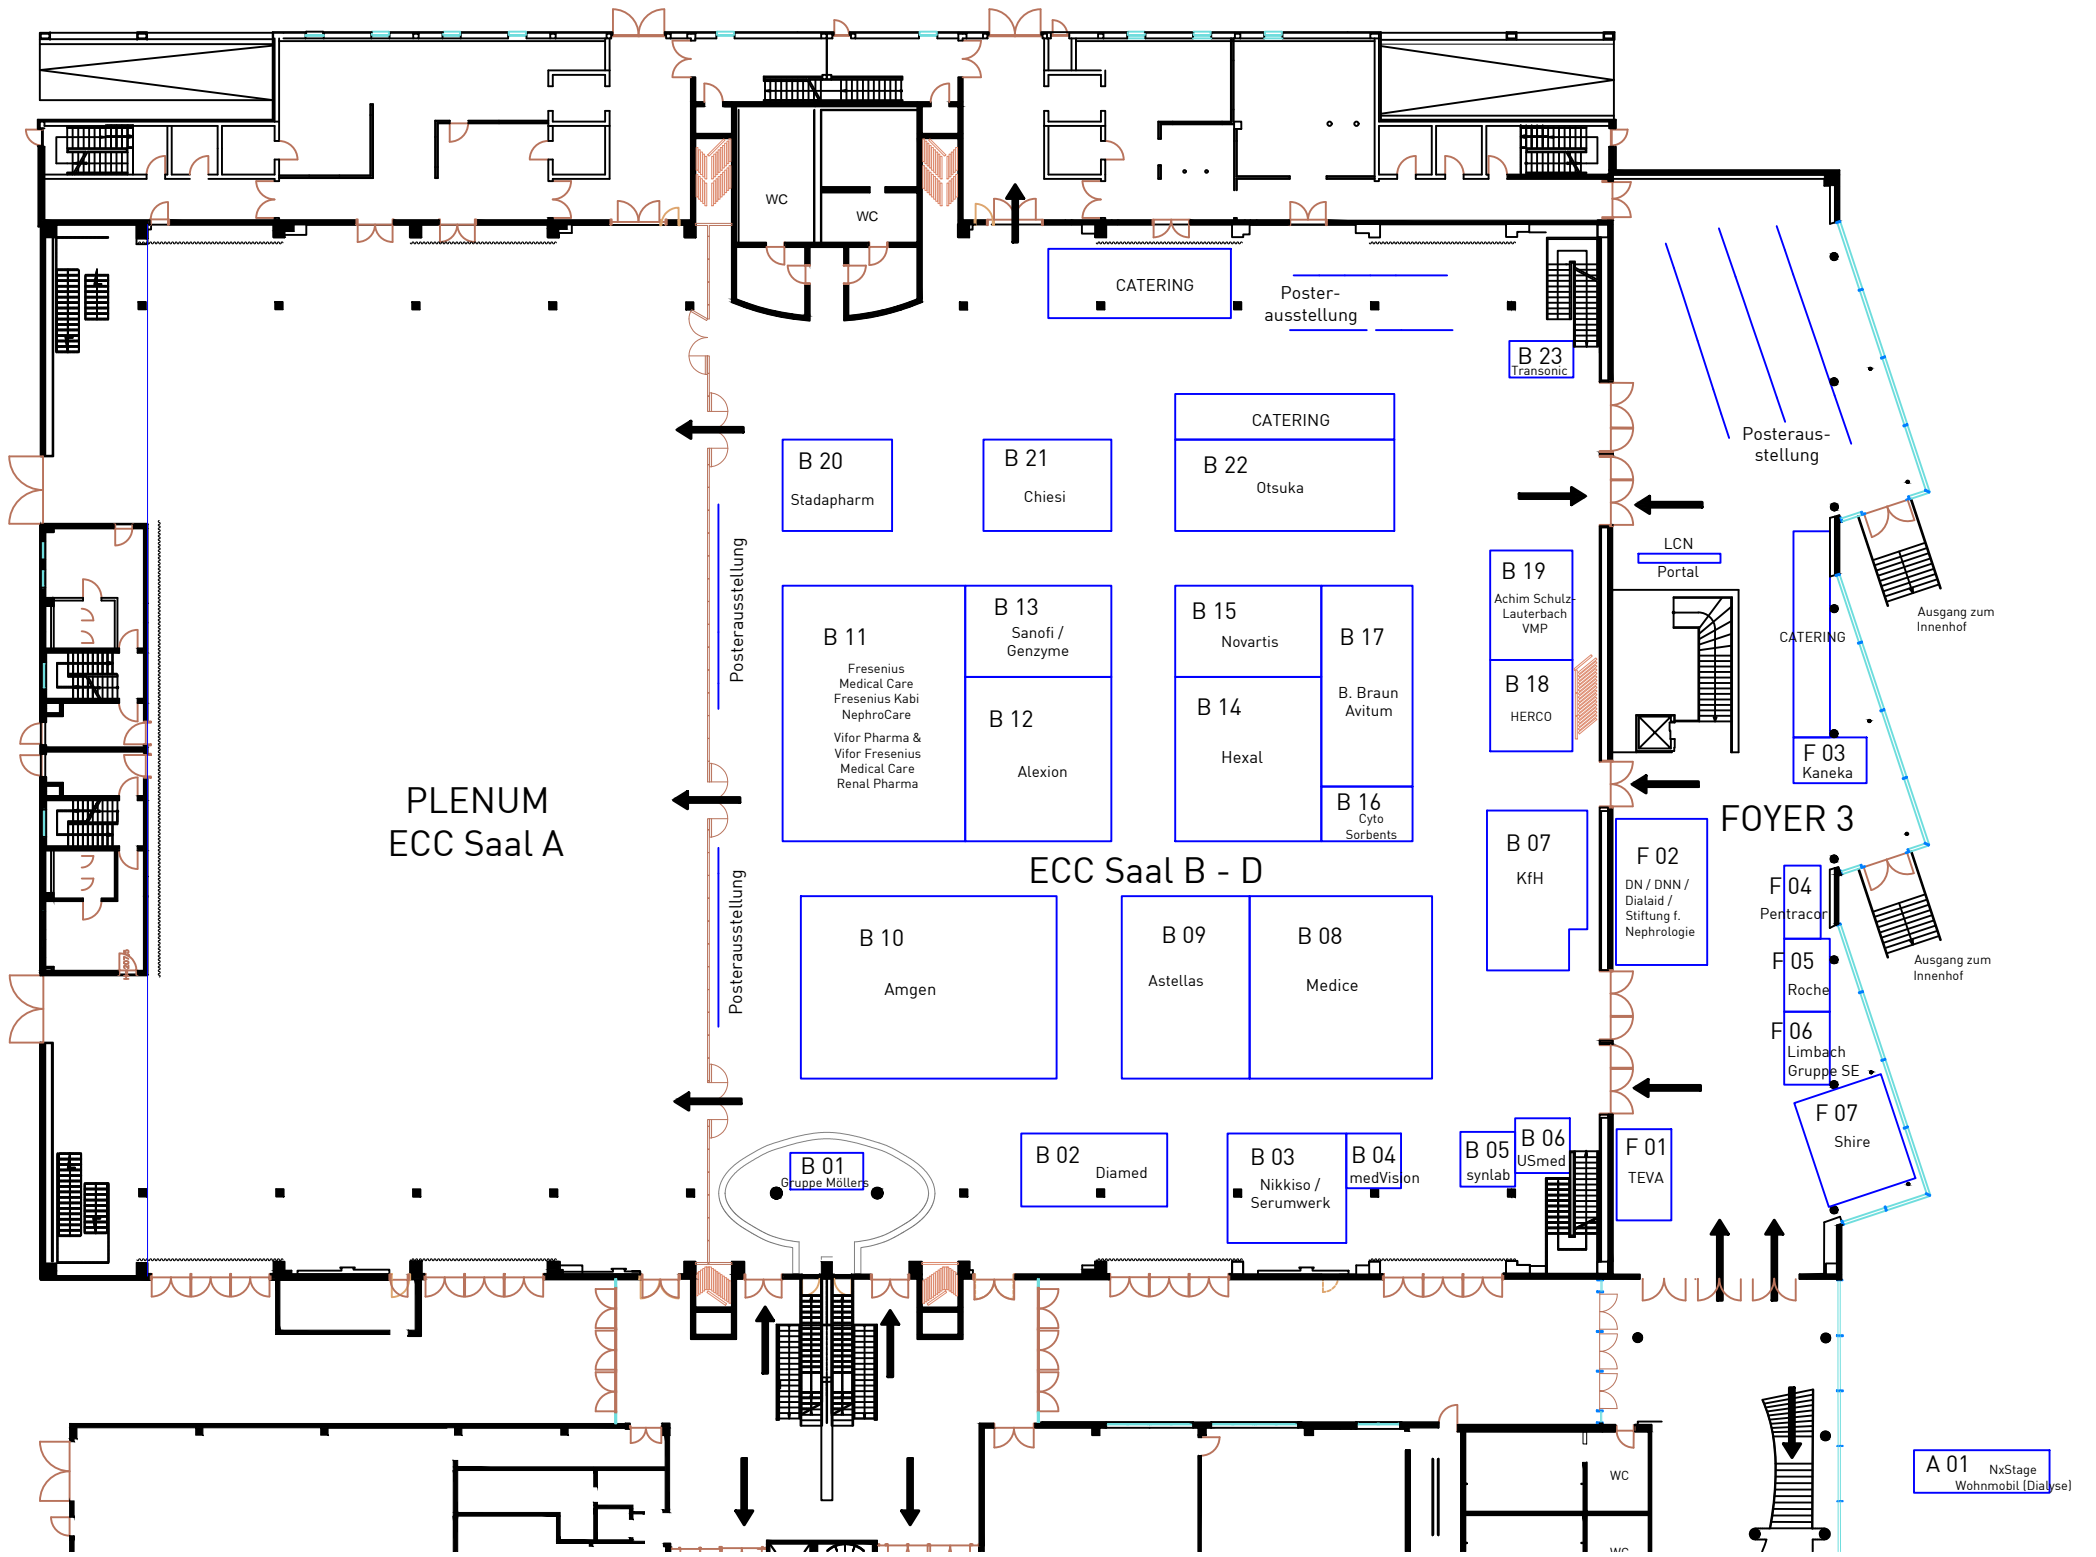 WC
WC
CATERING
Poster-
ausstellung
B 23
Transonic
CATERING
Posteraus-
stellung
B 20
Stadapharm
B 21
Chiesi
B 22
Otsuka
LCN
Portal
Posterausstellung
B 19
Achim Schulz-
Lauterbach
VMP
B 11
Fresenius
Medical Care
Fresenius Kabi
NephroCare
Vifor Pharma &
Vifor Fresenius
Medical Care
Renal Pharma
B 13
Sanofi /
Genzyme
B 15
Novartis
B 17
B. Braun
Avitum
Ausgang zum
Innenhof
CATERING
B 12
Alexion
B 14
Hexal
B 18
HERCO
F 03
Kaneka
PLENUM
ECC Saal A
B 16
Cyto
Sorbents
FOYER 3
B 07
KfH
F 02
DN / DNN /
Dialaid /
Stiftung f.
Nephrologie
ECC Saal B - D
F 04
Pentracor
Posterausstellung
B 10
Amgen
B 09
Astellas
B 08
Medice
F 05
Roche
Ausgang zum
Innenhof
F 06
Limbach
Gruppe SE
F 07
Shire
B 01
Gruppe Möllers
B 02
Diamed
B 03
Nikkiso /
Serumwerk
B 04
medVision
B 05
synlab
B 06
USmed
F 01
TEVA
WC
A 01
NxStage
Wohnmobil (Dialyse)
WC